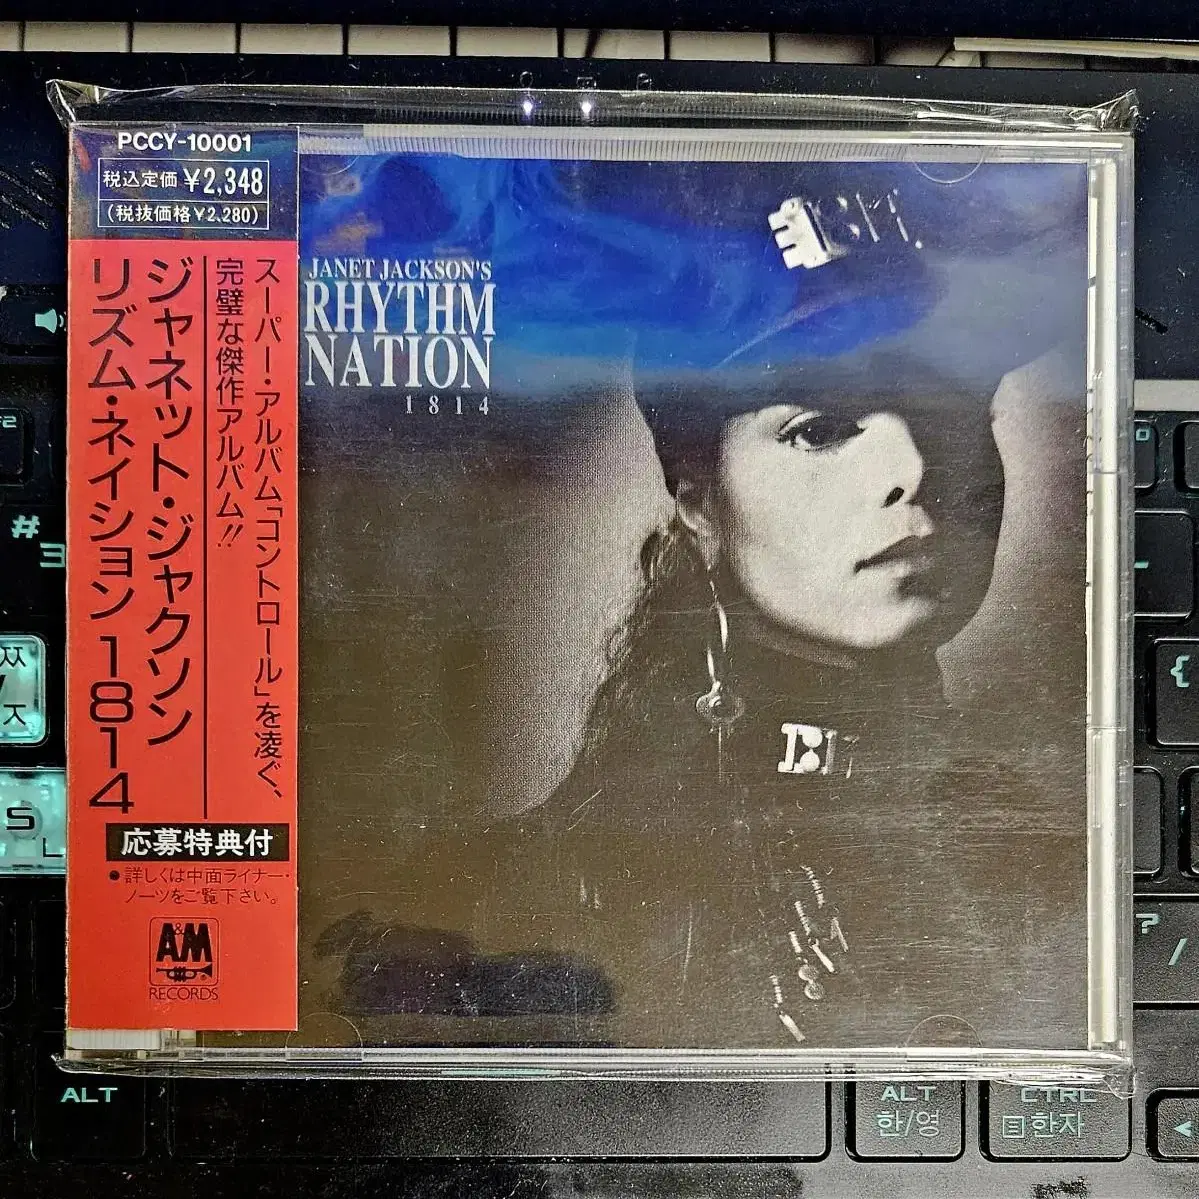 PCCY-10001
税込定価 ¥2,348
(税抜価格¥2,280)
スーパー・アルバム「コントロール」を凌ぐ、
完璧な傑作アルバム!!
ジャネット・ジャクソン
リズム・ネイション1814
応募特典付
●詳しくは中面ライナー・
ノーツをご覧下さい。
A&M
RECORDS
JANET JACKSON'S
RHYTHM
NATION
1814
#
3
ㅉ
ㅈ
S
L
{
?
/
ALT
ALT
한/영
CTRL
한자